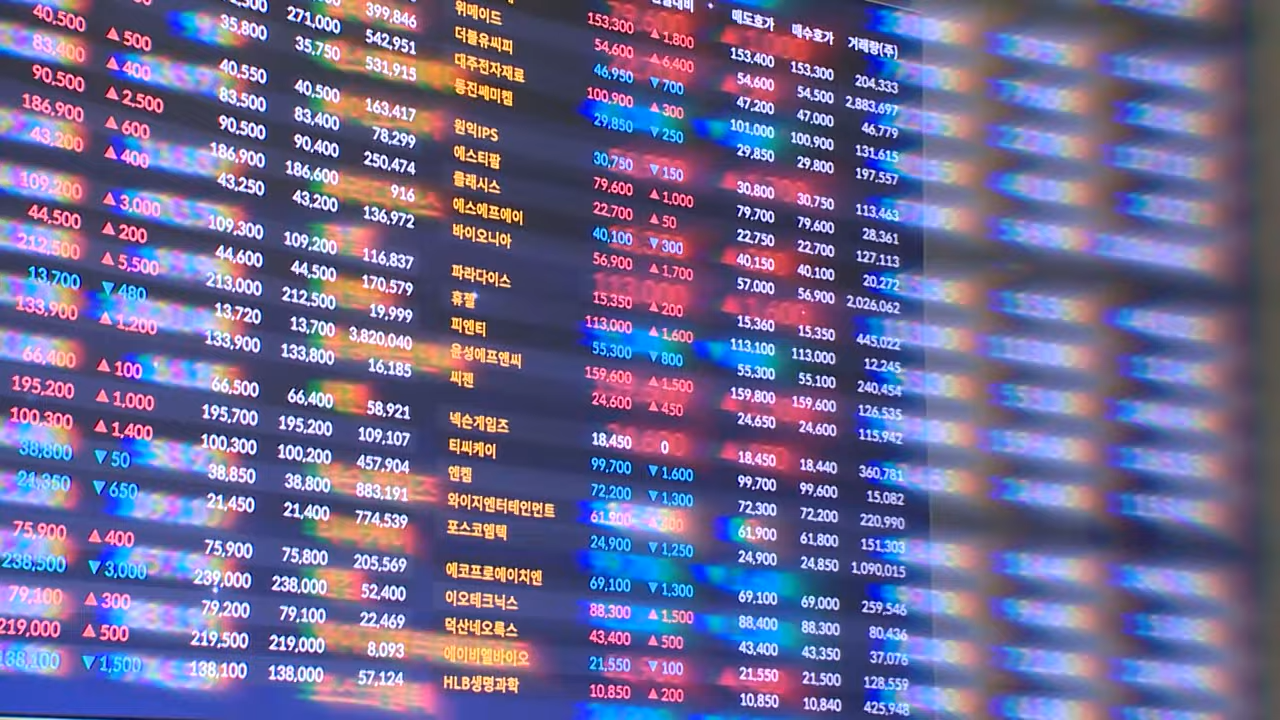 399,846 위메이드
271,000 542,951 더블유씨피 153,300 ▲1,800 매도호가 매수호가 거래량(주)
35,800 35,750 531,915 대주전자재료 54,600 ▲6,400 153,400 153,300 204,333
40,500 ▲500 40,550 40,500 163,417 동진쎄미켐 46,950 ▼700 54,600 54,500 2,883,697
83,400 ▲400 83,500 83,400 78,299 원익IPS 100,900 ▲300 47,200 47,000 46,779
90,500 ▲2,500 90,500 90,400 250,474 에스티팜 29,850 ▼250 101,000 100,900 131,615
186,900 ▲600 186,900 186,600 916 클래시스 30,750 ▼150 29,850 29,800 197,557
43,200 ▲400 43,250 43,200 136,972 에스에프에이 79,600 ▲1,000 30,800 30,750 113,463
109,200 ▲3,000 109,300 109,200 116,837 바이오니아 22,700 ▲50 79,700 79,600 28,361
44,500 ▲200 44,600 44,500 170,579 파라다이스 40,100 ▼300 22,750 22,700 127,113
212,500 ▲5,500 213,000 212,500 19,999 휴젤 56,900 ▲1,700 40,150 40,100 20,272
13,700 ▼480 13,720 13,700 3,820,040 피엔티 15,350 ▲200 57,000 56,900 2,026,062
133,900 ▲1,200 133,900 133,800 16,185 윤성에프앤씨 113,000 ▲1,600 15,360 15,350 445,022
66,400 ▲100 66,500 66,400 58,921 씨젠 55,300 ▼800 113,100 113,000 12,245
195,200 ▲1,000 195,700 195,200 109,107 넥슨게임즈 159,600 ▲1,500 55,300 55,100 240,454
100,300 ▲1,400 100,300 100,200 457,904 티씨케이 24,600 ▲450 159,800 159,600 126,535
38,800 ▼50 38,850 38,800 883,191 엔켐 18,450 0 24,650 24,600 115,942
21,350 ▼650 21,450 21,400 774,539 와이지엔터테인먼트 99,700 ▼1,600 18,450 18,440 360,781
75,900 ▲400 75,900 75,800 205,569 포스코엠텍 72,200 ▼1,300 99,700 99,600 15,082
238,500 ▼3,000 239,000 238,000 52,400 에코프로에이치엔 61,900 72,300 72,200 220,990
79,100 ▲300 79,200 79,100 22,469 이오테크닉스 24,900 ▼1,250 61,900 61,800 151,303
219,000 ▲500 219,500 219,000 8,093 덕산네오룩스 69,100 ▼1,300 24,900 24,850 1,090,015
138,100 ▼1,500 138,100 138,000 57,124 에이비엘바이오 88,300 ▲1,500 69,100 69,000 259,546
HLB생명과학 43,400 ▲500 88,400 88,300 80,436
21,550 ▼100 43,400 43,350 37,076
10,850 ▲200 21,550 21,500 128,559
10,850 10,840 425,948